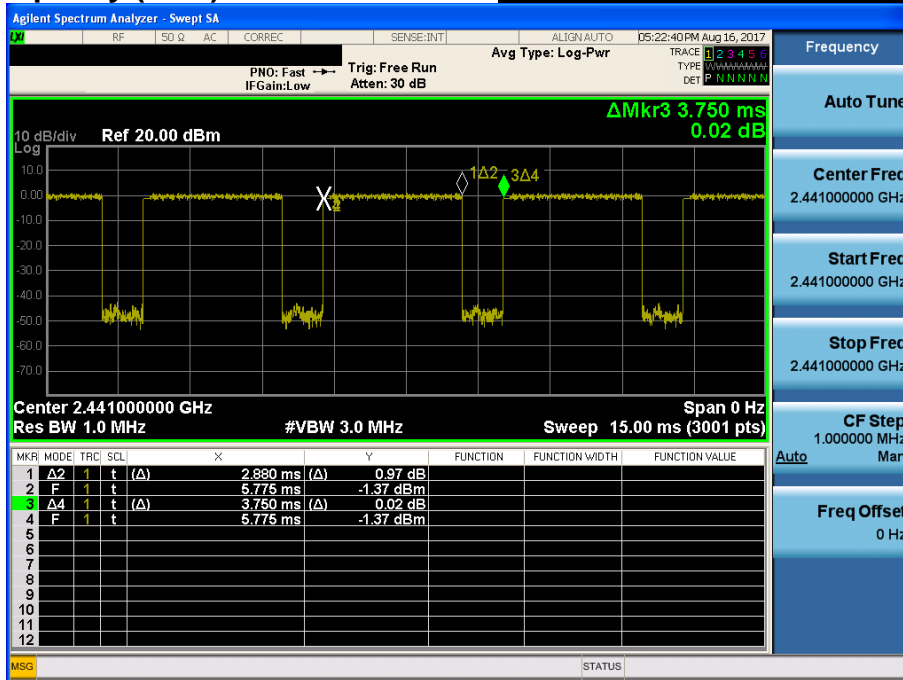 Agilent Spectrum Analyzer - Swept SA
LXI RF 50 Ω AC CORREC SENSE:INT ALIGN AUTO 05:22:40 PM Aug 16, 2017
Avg Type: Log-Pwr
TRACE 1 2 3 4 5 6
TYPE
DET P N N N N N
PNO: Fast
IFGain:Low
Trig: Free Run
Atten: 30 dB
ΔMkr3 3.750 ms
0.02 dB
10 dB/div Ref 20.00 dBm
Log
10.0
0.00
-10.0
-20.0
-30.0
-40.0
-50.0
-60.0
-70.0
X
1Δ2
3Δ4
Center 2.441000000 GHz
Span 0 Hz
Res BW 1.0 MHz #VBW 3.0 MHz Sweep 15.00 ms (3001 pts)
MKR MODE TRC SCL X Y FUNCTION FUNCTION WIDTH FUNCTION VALUE
1 Δ2 1 t (Δ) 2.880 ms (Δ) 0.97 dB
2 F 1 t 5.775 ms -1.37 dBm
3 Δ4 1 t (Δ) 3.750 ms (Δ) 0.02 dB
4 F 1 t 5.775 ms -1.37 dBm
5
6
7
8
9
10
11
12
MSG STATUS
Frequency
Auto Tune
Center Freq
2.441000000 GHz
Start Freq
2.441000000 GHz
Stop Freq
2.441000000 GHz
CF Step
1.000000 MHz
Auto Man
Freq Offset
0 Hz